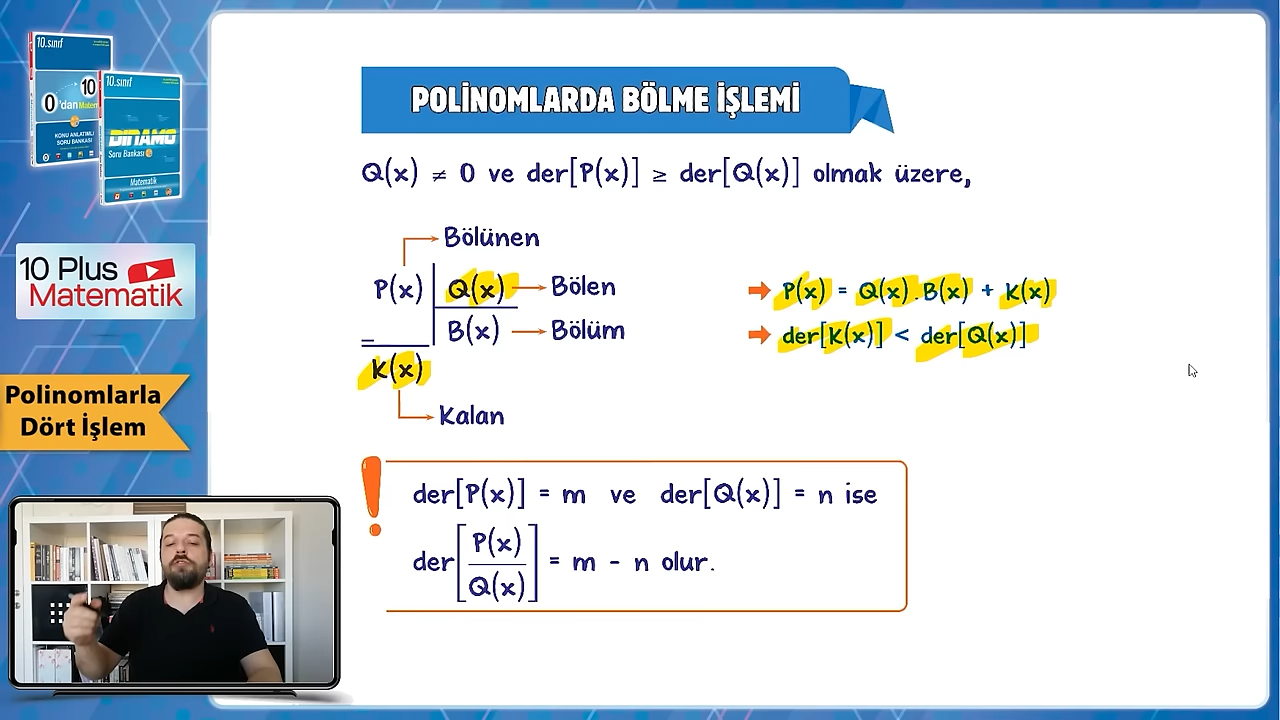 10.sınıf
0'dan 10
KONU ANLATIMLI
SORU BANKASI
10.sınıf
DİNAMO
Soru Bankası
Matematik
10 Plus
Matematik
Polinomlarla
Dört İşlem
POLİNOMLARDA BÖLME İŞLEMİ
Q(x) ≠ 0 ve der[P(x)] ≥ der[Q(x)] olmak üzere,
Bölünen
P(x) Q(x) Bölen
B(x) Bölüm
K(x)
Kalan
P(x) = Q(x).B(x) + K(x)
der[K(x)] < der[Q(x)]
der[P(x)] = m ve der[Q(x)] = n ise
der[P(x)/Q(x)] = m - n olur.